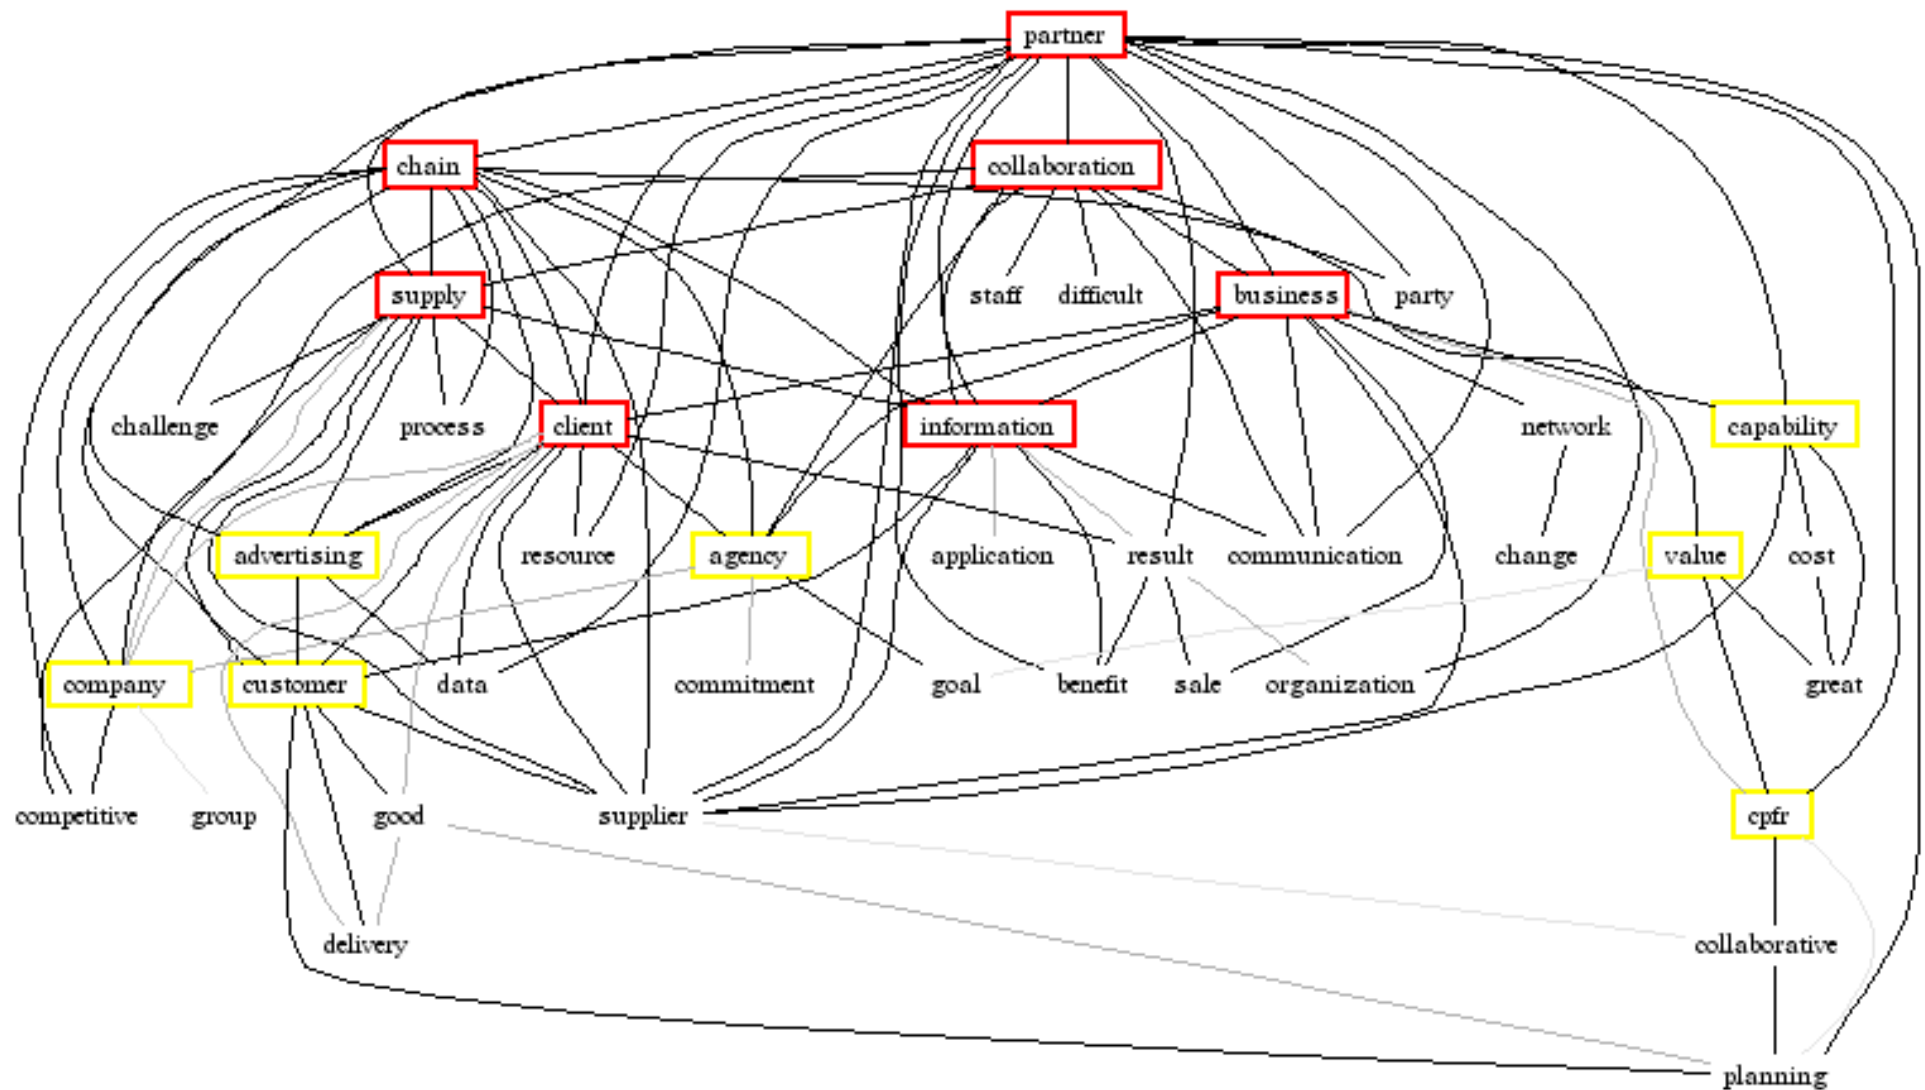 partner
chain
collaboration
supply
staff
difficult
business
party
challenge
process
client
information
network
capability
advertising
resource
agency
application
result
communication
change
value
cost
company
customer
data
commitment
goal
benefit
sale
organization
great
competitive
group
good
supplier
cpfr
delivery
collaborative
planning